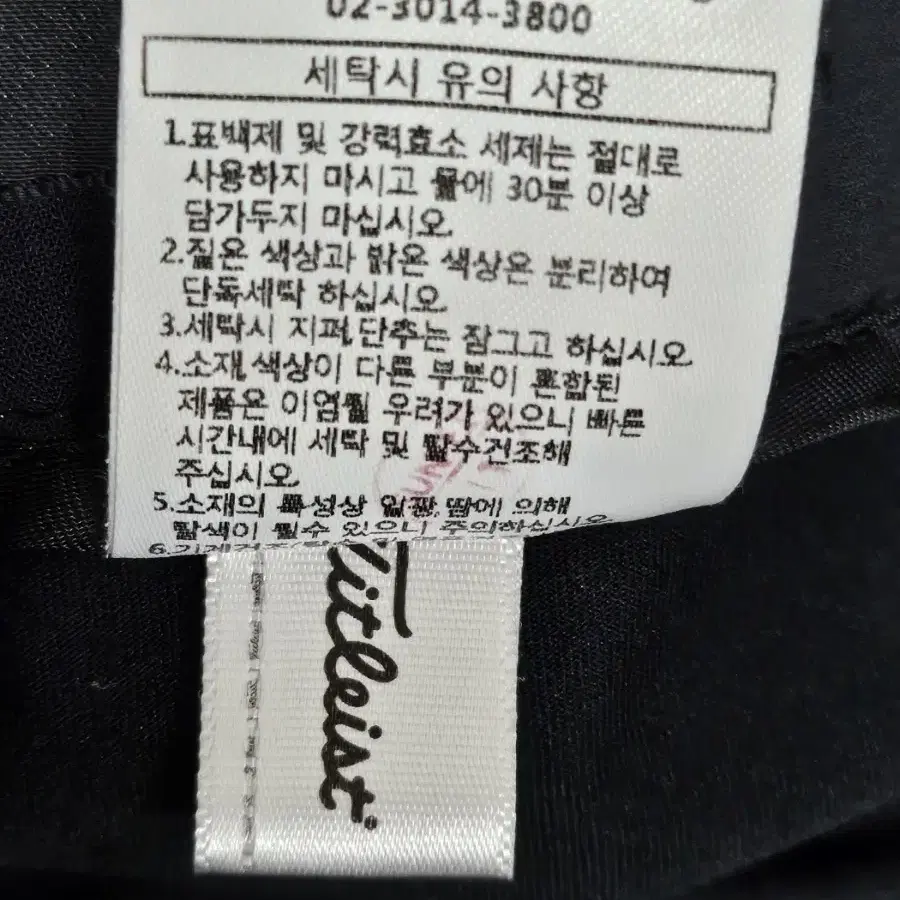 02-3014-3800
세탁시 유의 사항
1.표백제 및 강력효소 세제는 절대로
사용하지 마시고 물에 30분 이상
담가두지 마십시오.
2.짙은 색상과 밝은 색상은 분리하여
단독세탁 하십시오.
3.세탁시 지퍼,단추는 잠그고 하십시오.
4.소재,색상이 다른 부분이 혼합된
제품은 이염될 우려가 있으니 빠른
시간내에 세탁 및 탈수건조해
주십시오.
5.소재의 특성상 일광,땀에 의해
탈색이 될수 있으니 주의하십시오.
6.
Titleist